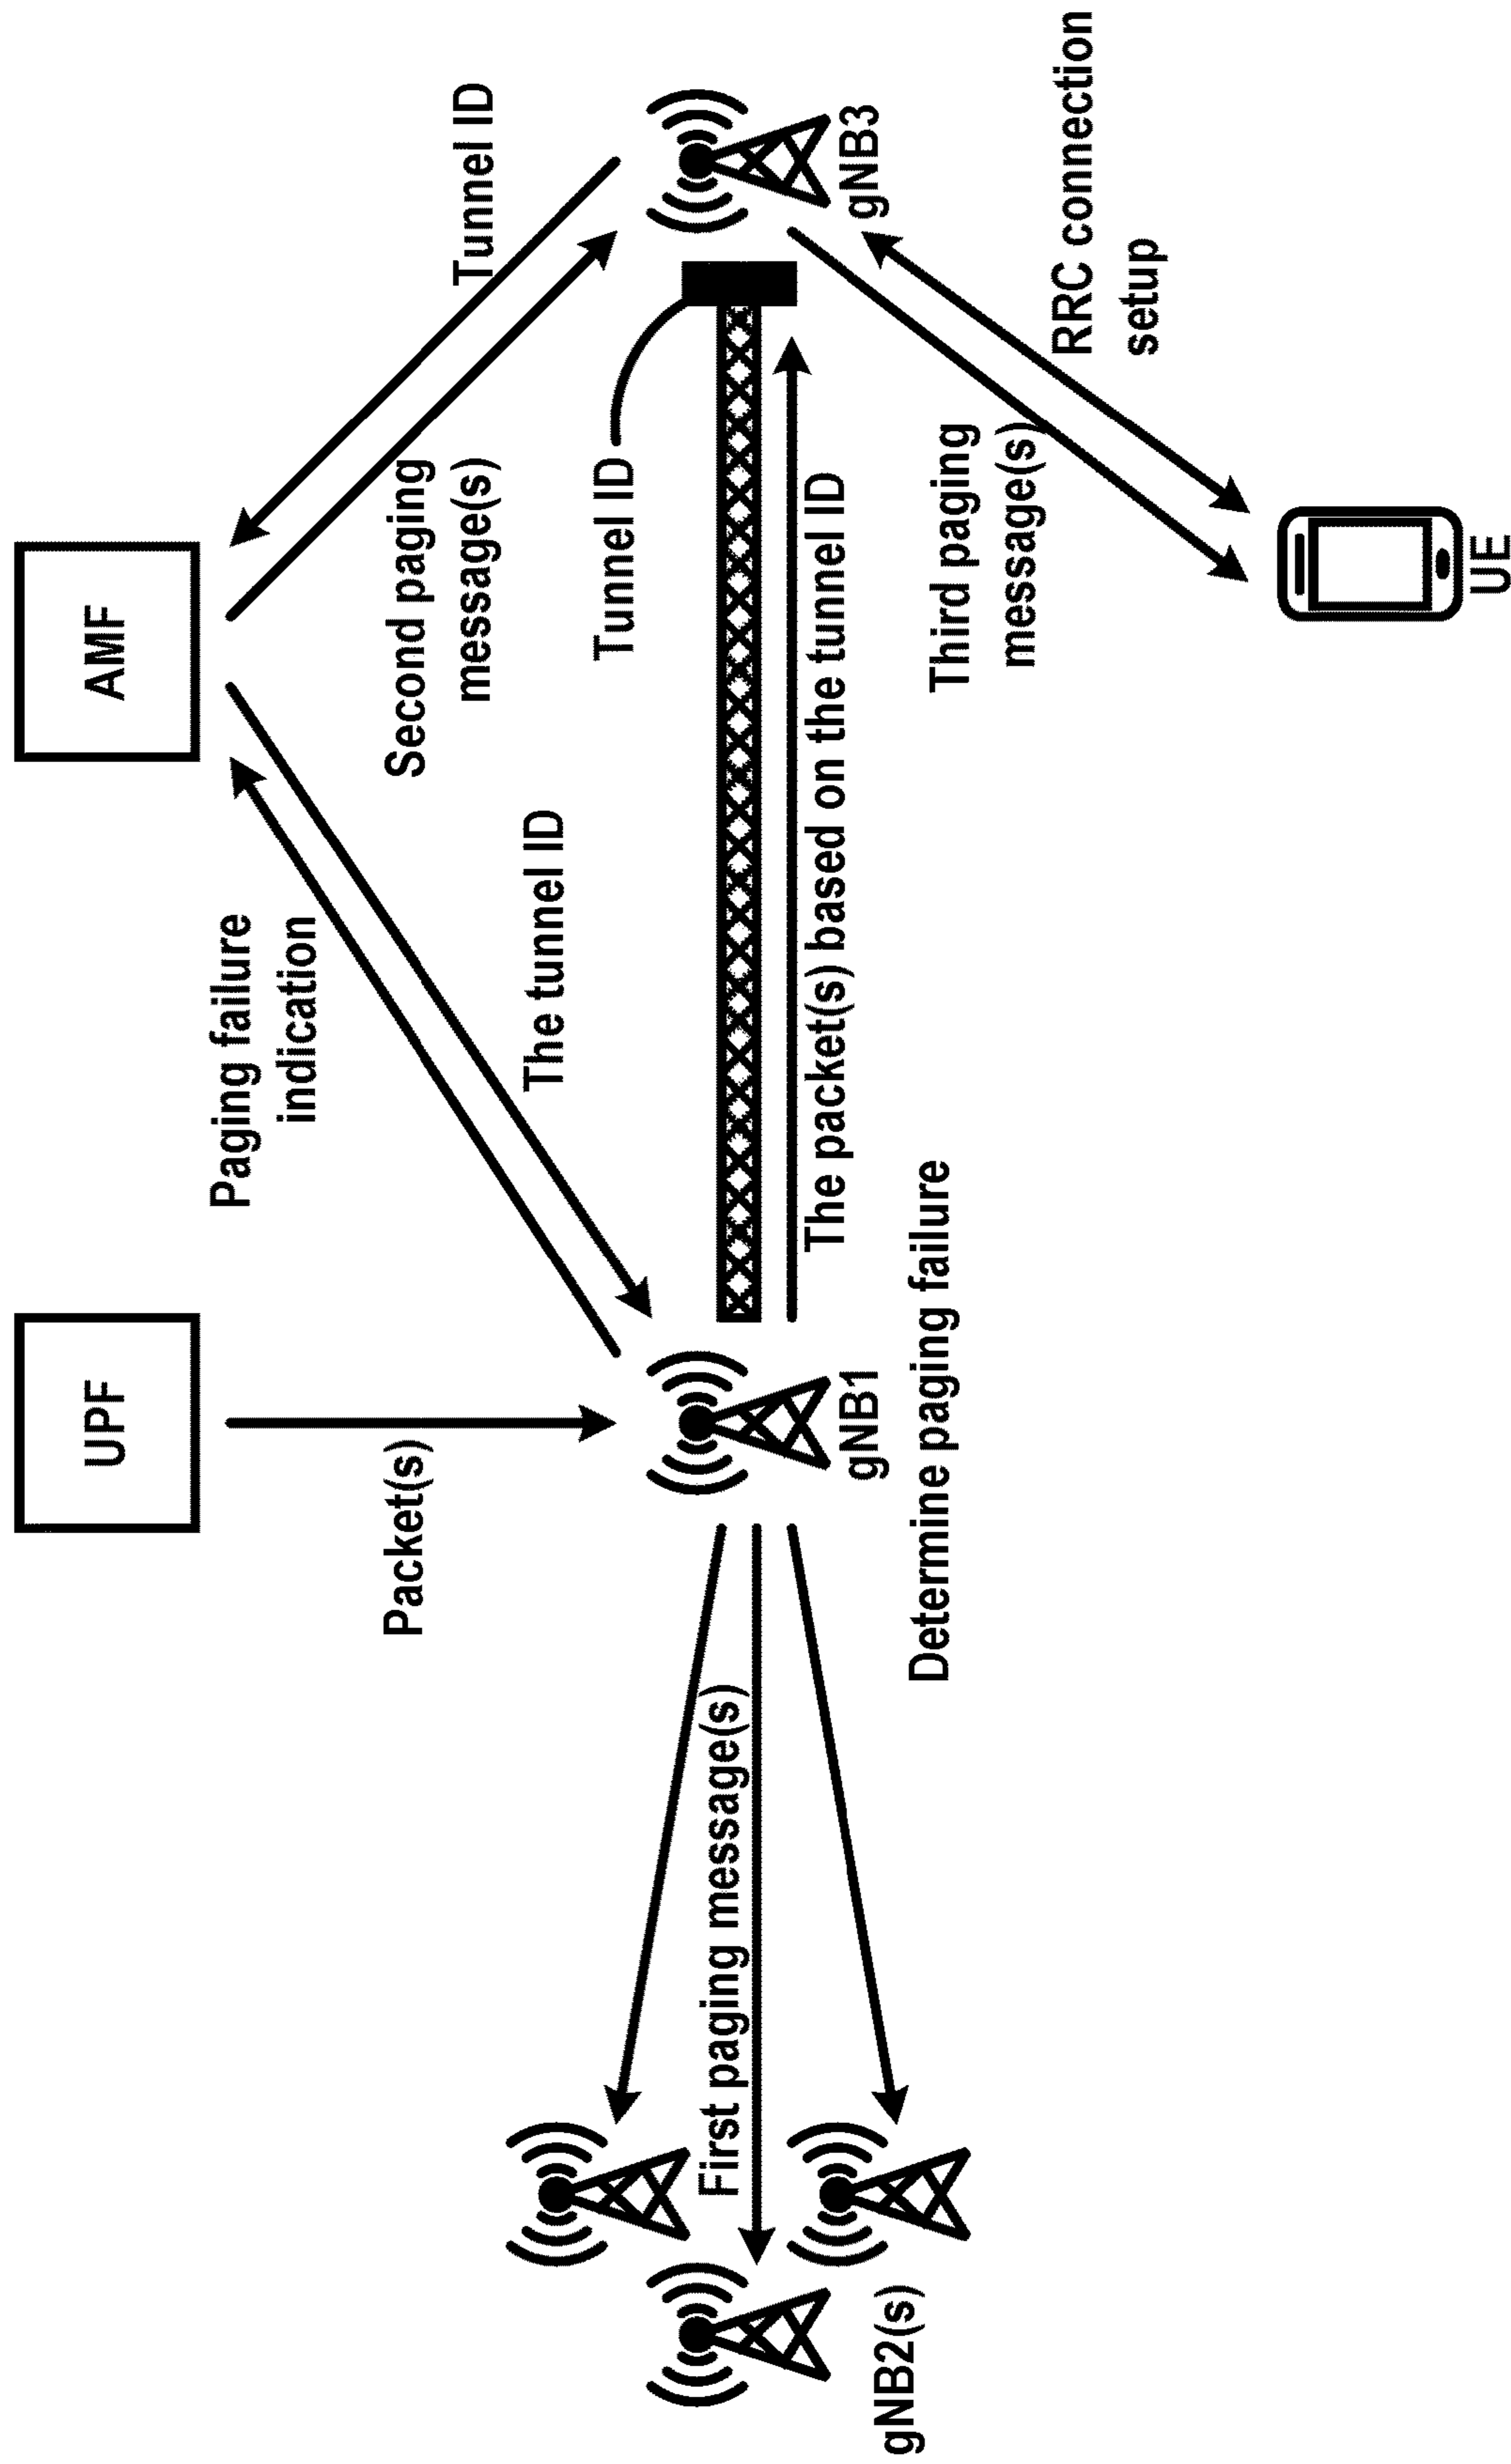 UPF
AMF
Paging failure
indication
Packet(s)
Second paging
message(s)
Tunnel ID
The tunnel ID
Tunnel ID
First paging message(s)
The packet(s) based on the tunnel ID
gNB2(s)
gNB1
gNB3
Determine paging failure
Third paging
message(s)
RRC connection
setup
UE